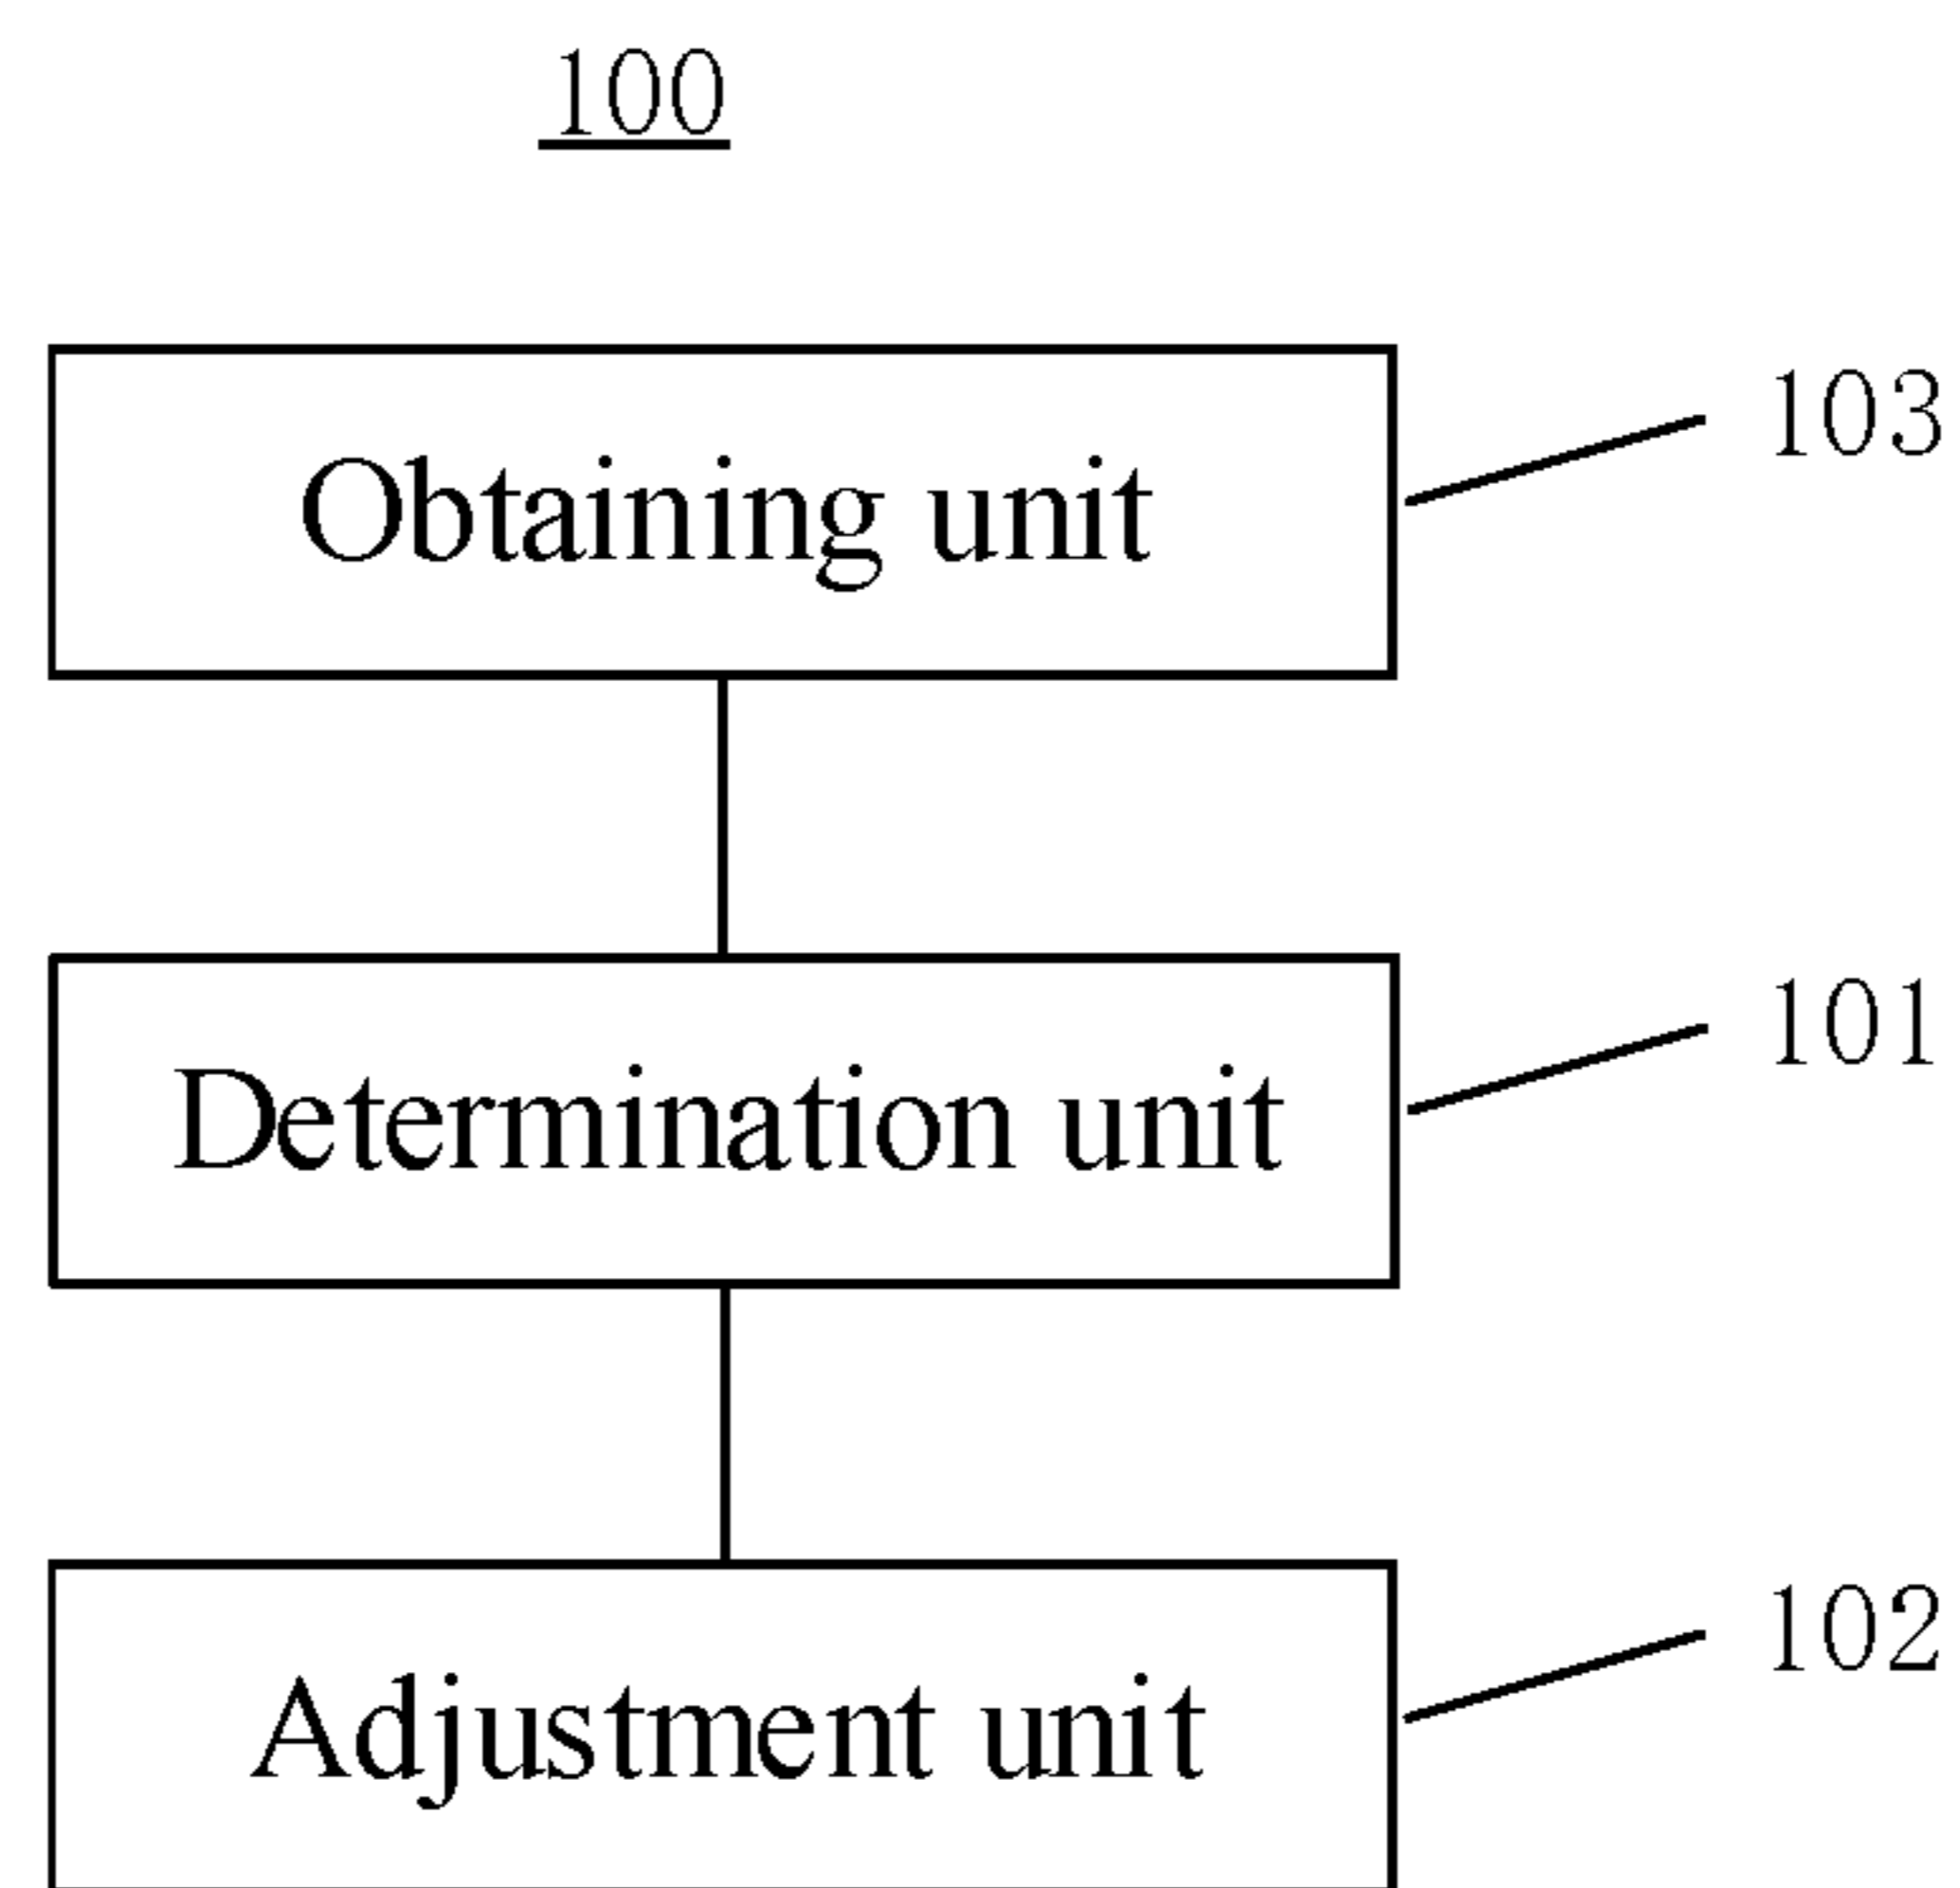 100
Obtaining unit
103
Determination unit
101
Adjustment unit
102